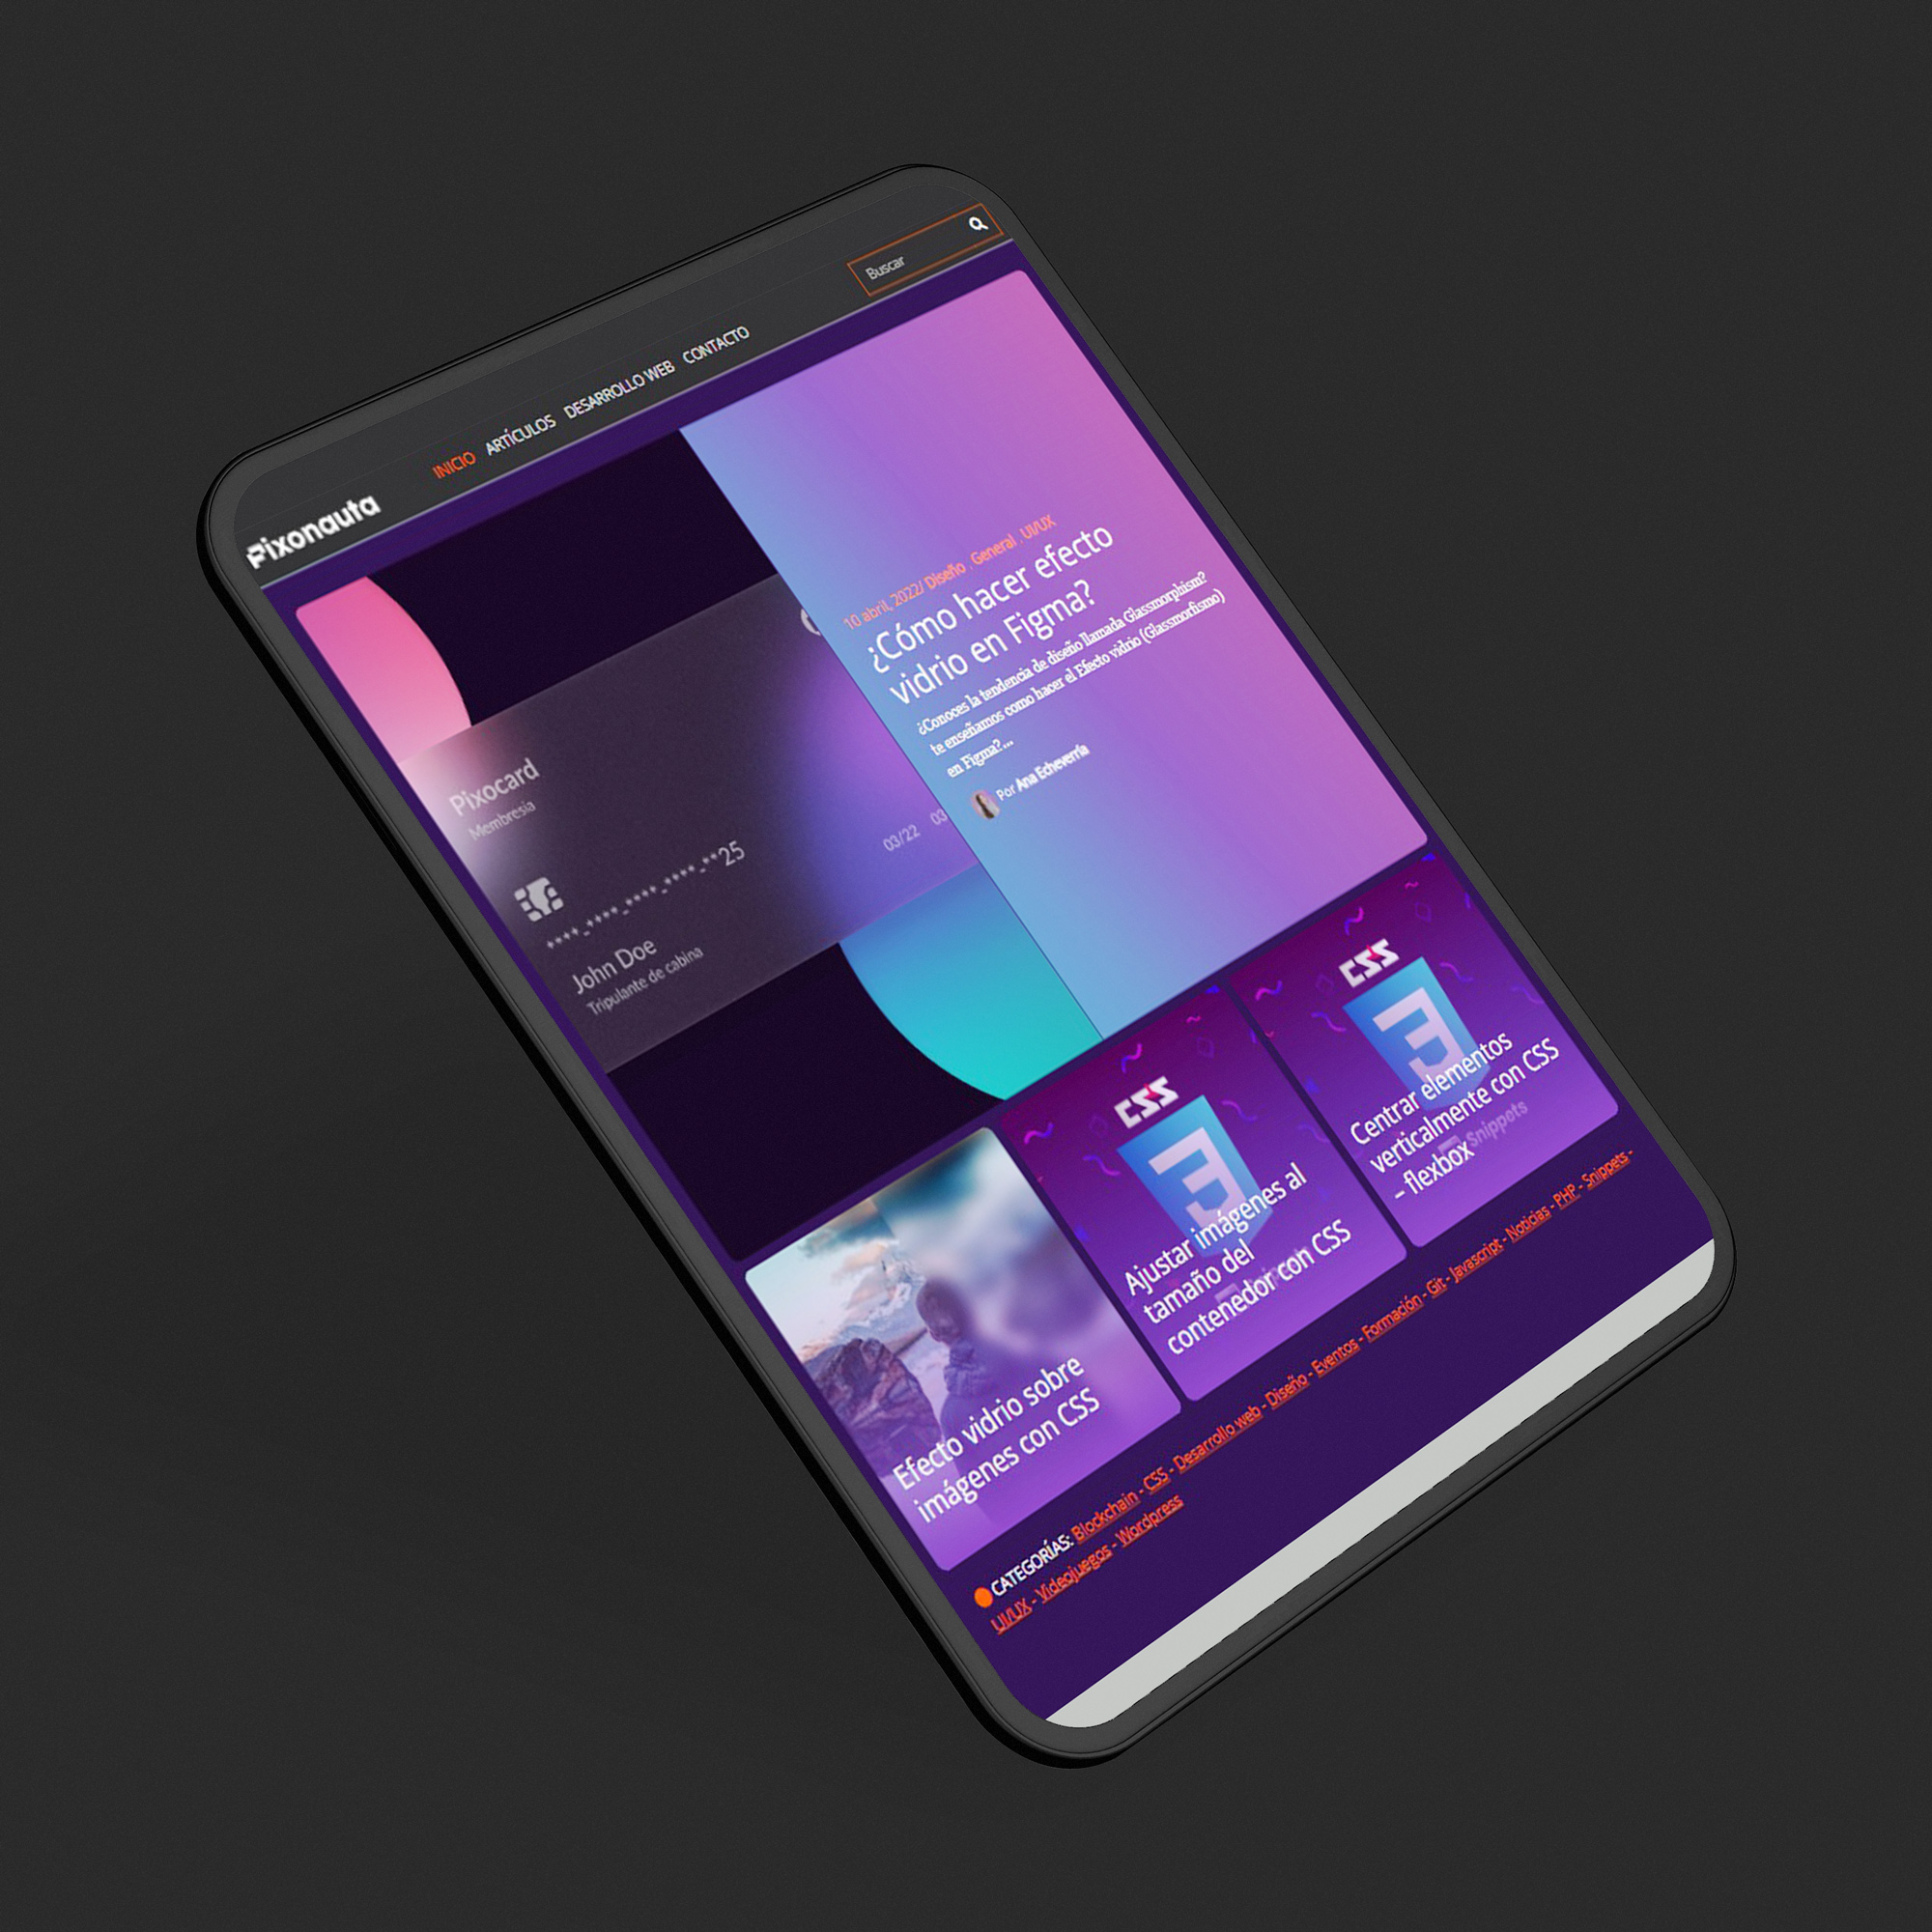 Pixonauta
INICIO ARTÍCULOS DESARROLLO WEB CONTACTO
Buscar
Pixocard
Membresia
****_****_****_****_**25
03/22 03
John Doe
Tripulante de cabina
10 abril, 2022/ Diseño , General , UI/UX
¿Cómo hacer efecto
vidrio en Figma?
¿Conoces la tendencia de diseño llamada Glassmorphism?
te enseñamos como hacer el Efecto vidrio (Glassmorfismo)
en Figma?...
Por Ana Echeverría
Efecto vidrio sobre
imágenes con CSS
CSS
3
Ajustar imágenes al
tamaño del
contenedor con CSS
CSS
3
Centrar elementos
verticalmente con CSS
– flexbox
Snippets
CATEGORÍAS: Blockchain - CSS - Desarrollo web - Diseño - Eventos - Formación - Git - Javascript - Noticias - PHP - Snippets -
UI/UX - Videojuegos - Wordpress